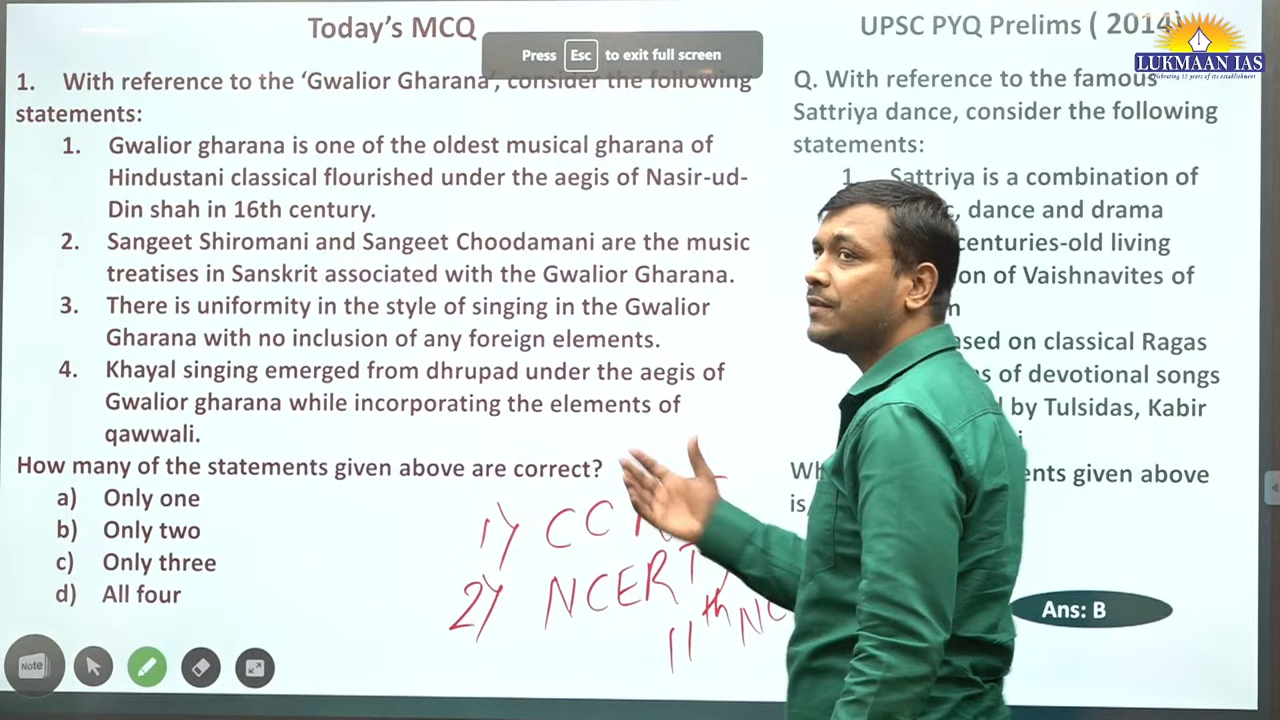 Today's MCQ
Press Esc to exit full screen
1. With reference to the 'Gwalior Gharana', consider the following
statements:
1. Gwalior gharana is one of the oldest musical gharana of
Hindustani classical flourished under the aegis of Nasir-ud-
Din shah in 16th century.
2. Sangeet Shiromani and Sangeet Choodamani are the music
treatises in Sanskrit associated with the Gwalior Gharana.
3. There is uniformity in the style of singing in the Gwalior
Gharana with no inclusion of any foreign elements.
4. Khayal singing emerged from dhrupad under the aegis of
Gwalior gharana while incorporating the elements of
qawwali.
How many of the statements given above are correct?
a) Only one
b) Only two
c) Only three
d) All four
1) CC
2) NCERT
11th NC
Note
UPSC PYQ Prelims ( 2014)
LUKMAAN IAS
Celebrating 12 years of its establishment
Q. With reference to the famous
Sattriya dance, consider the following
statements:
1. Sattriya is a combination of
, dance and drama
centuries-old living
of Vaishnavites of
on classical Ragas
of devotional songs
by Tulsidas, Kabir
given above
Ans: B